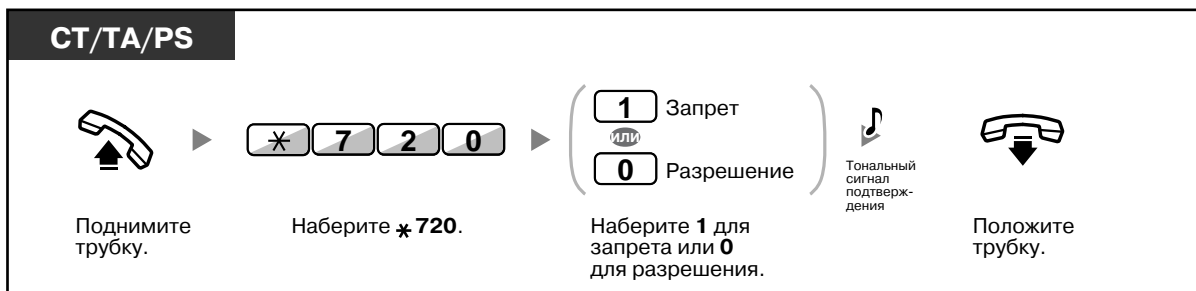 CT/TA/PS
* 7 2 0
1 Запрет
или
0 Разрешение
Тональный
сигнал
подтверж-
дения
Поднимите
трубку.
Наберите * 720.
Наберите 1 для
запрета или 0
для разрешения.
Положите
трубку.